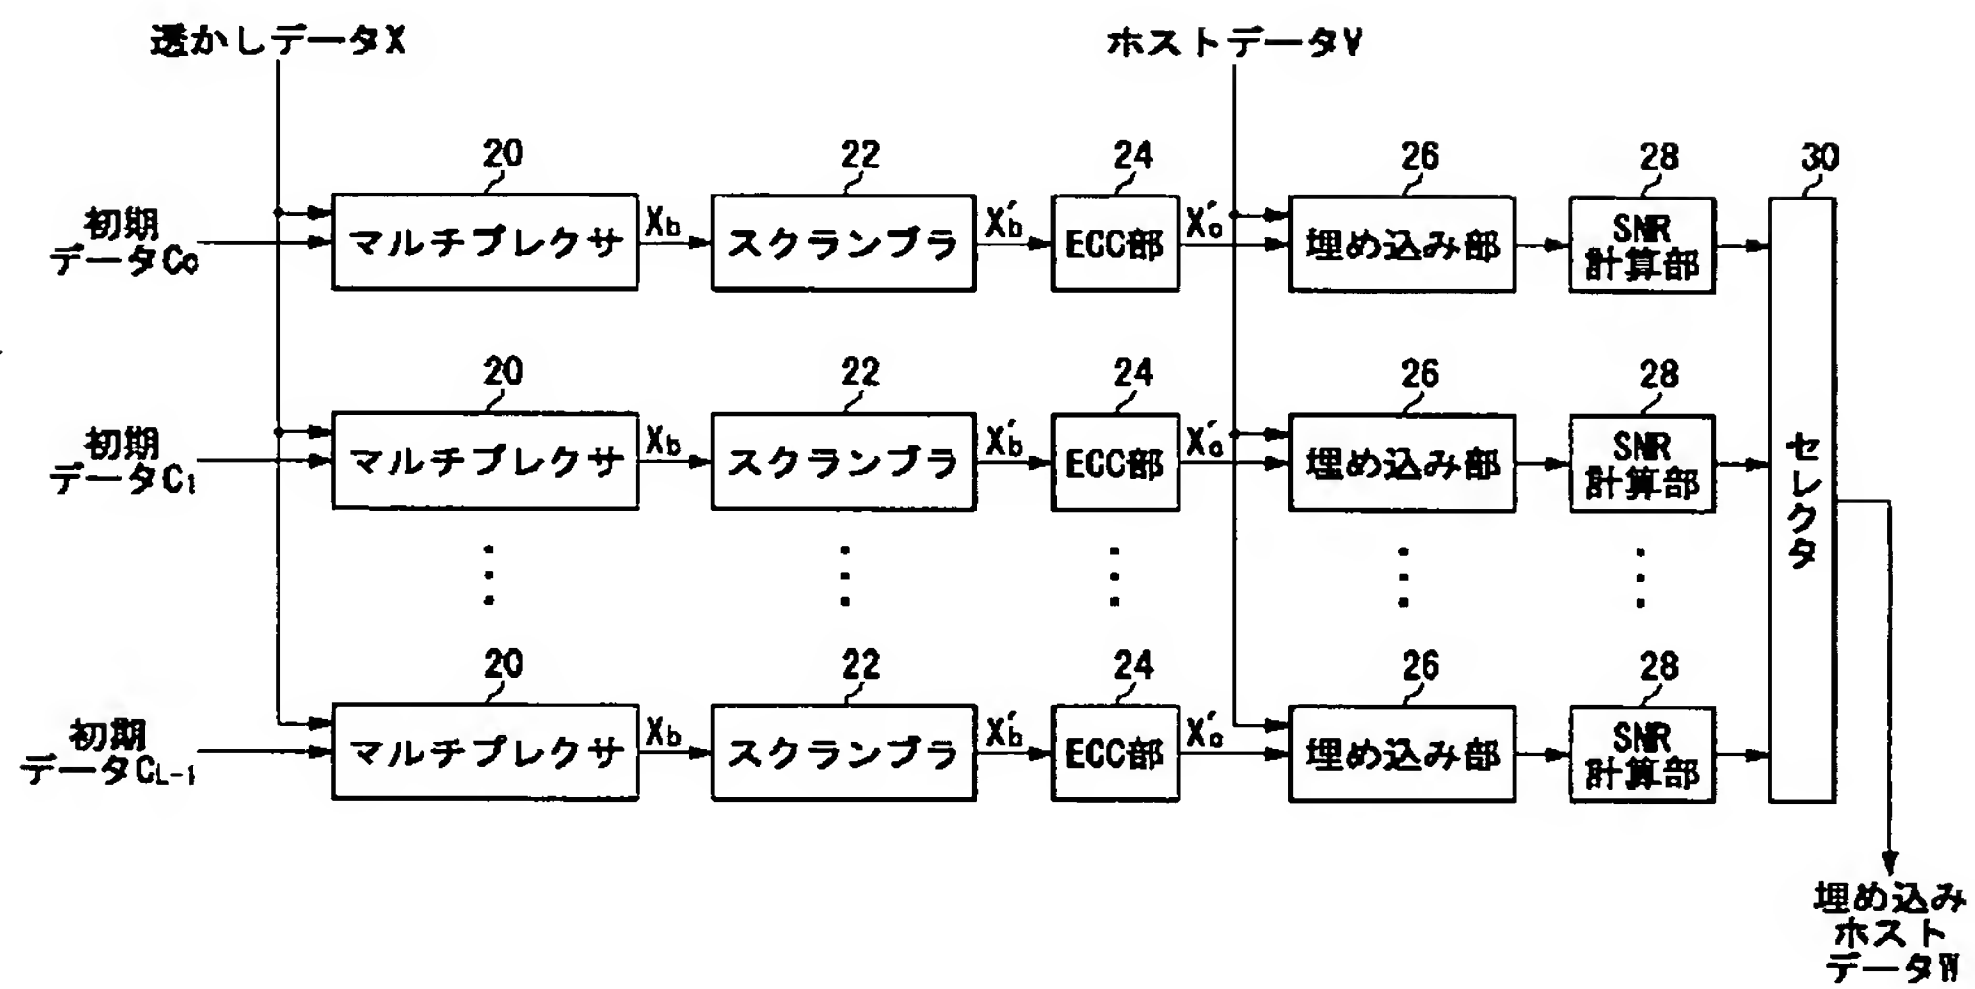 透かしデータX
ホストデータV
20
22
24
26
28
30
初期
データC0
マルチプレクサ
Xb
スクランブラ
X´b
ECC部
X´c
埋め込み部
SNR
計算部
20
22
24
26
28
初期
データC1
マルチプレクサ
Xb
スクランブラ
X´b
ECC部
X´c
埋め込み部
SNR
計算部
セレクタ
20
22
24
26
28
初期
データCL-1
マルチプレクサ
Xb
スクランブラ
X´b
ECC部
X´c
埋め込み部
SNR
計算部
埋め込み
ホスト
データW